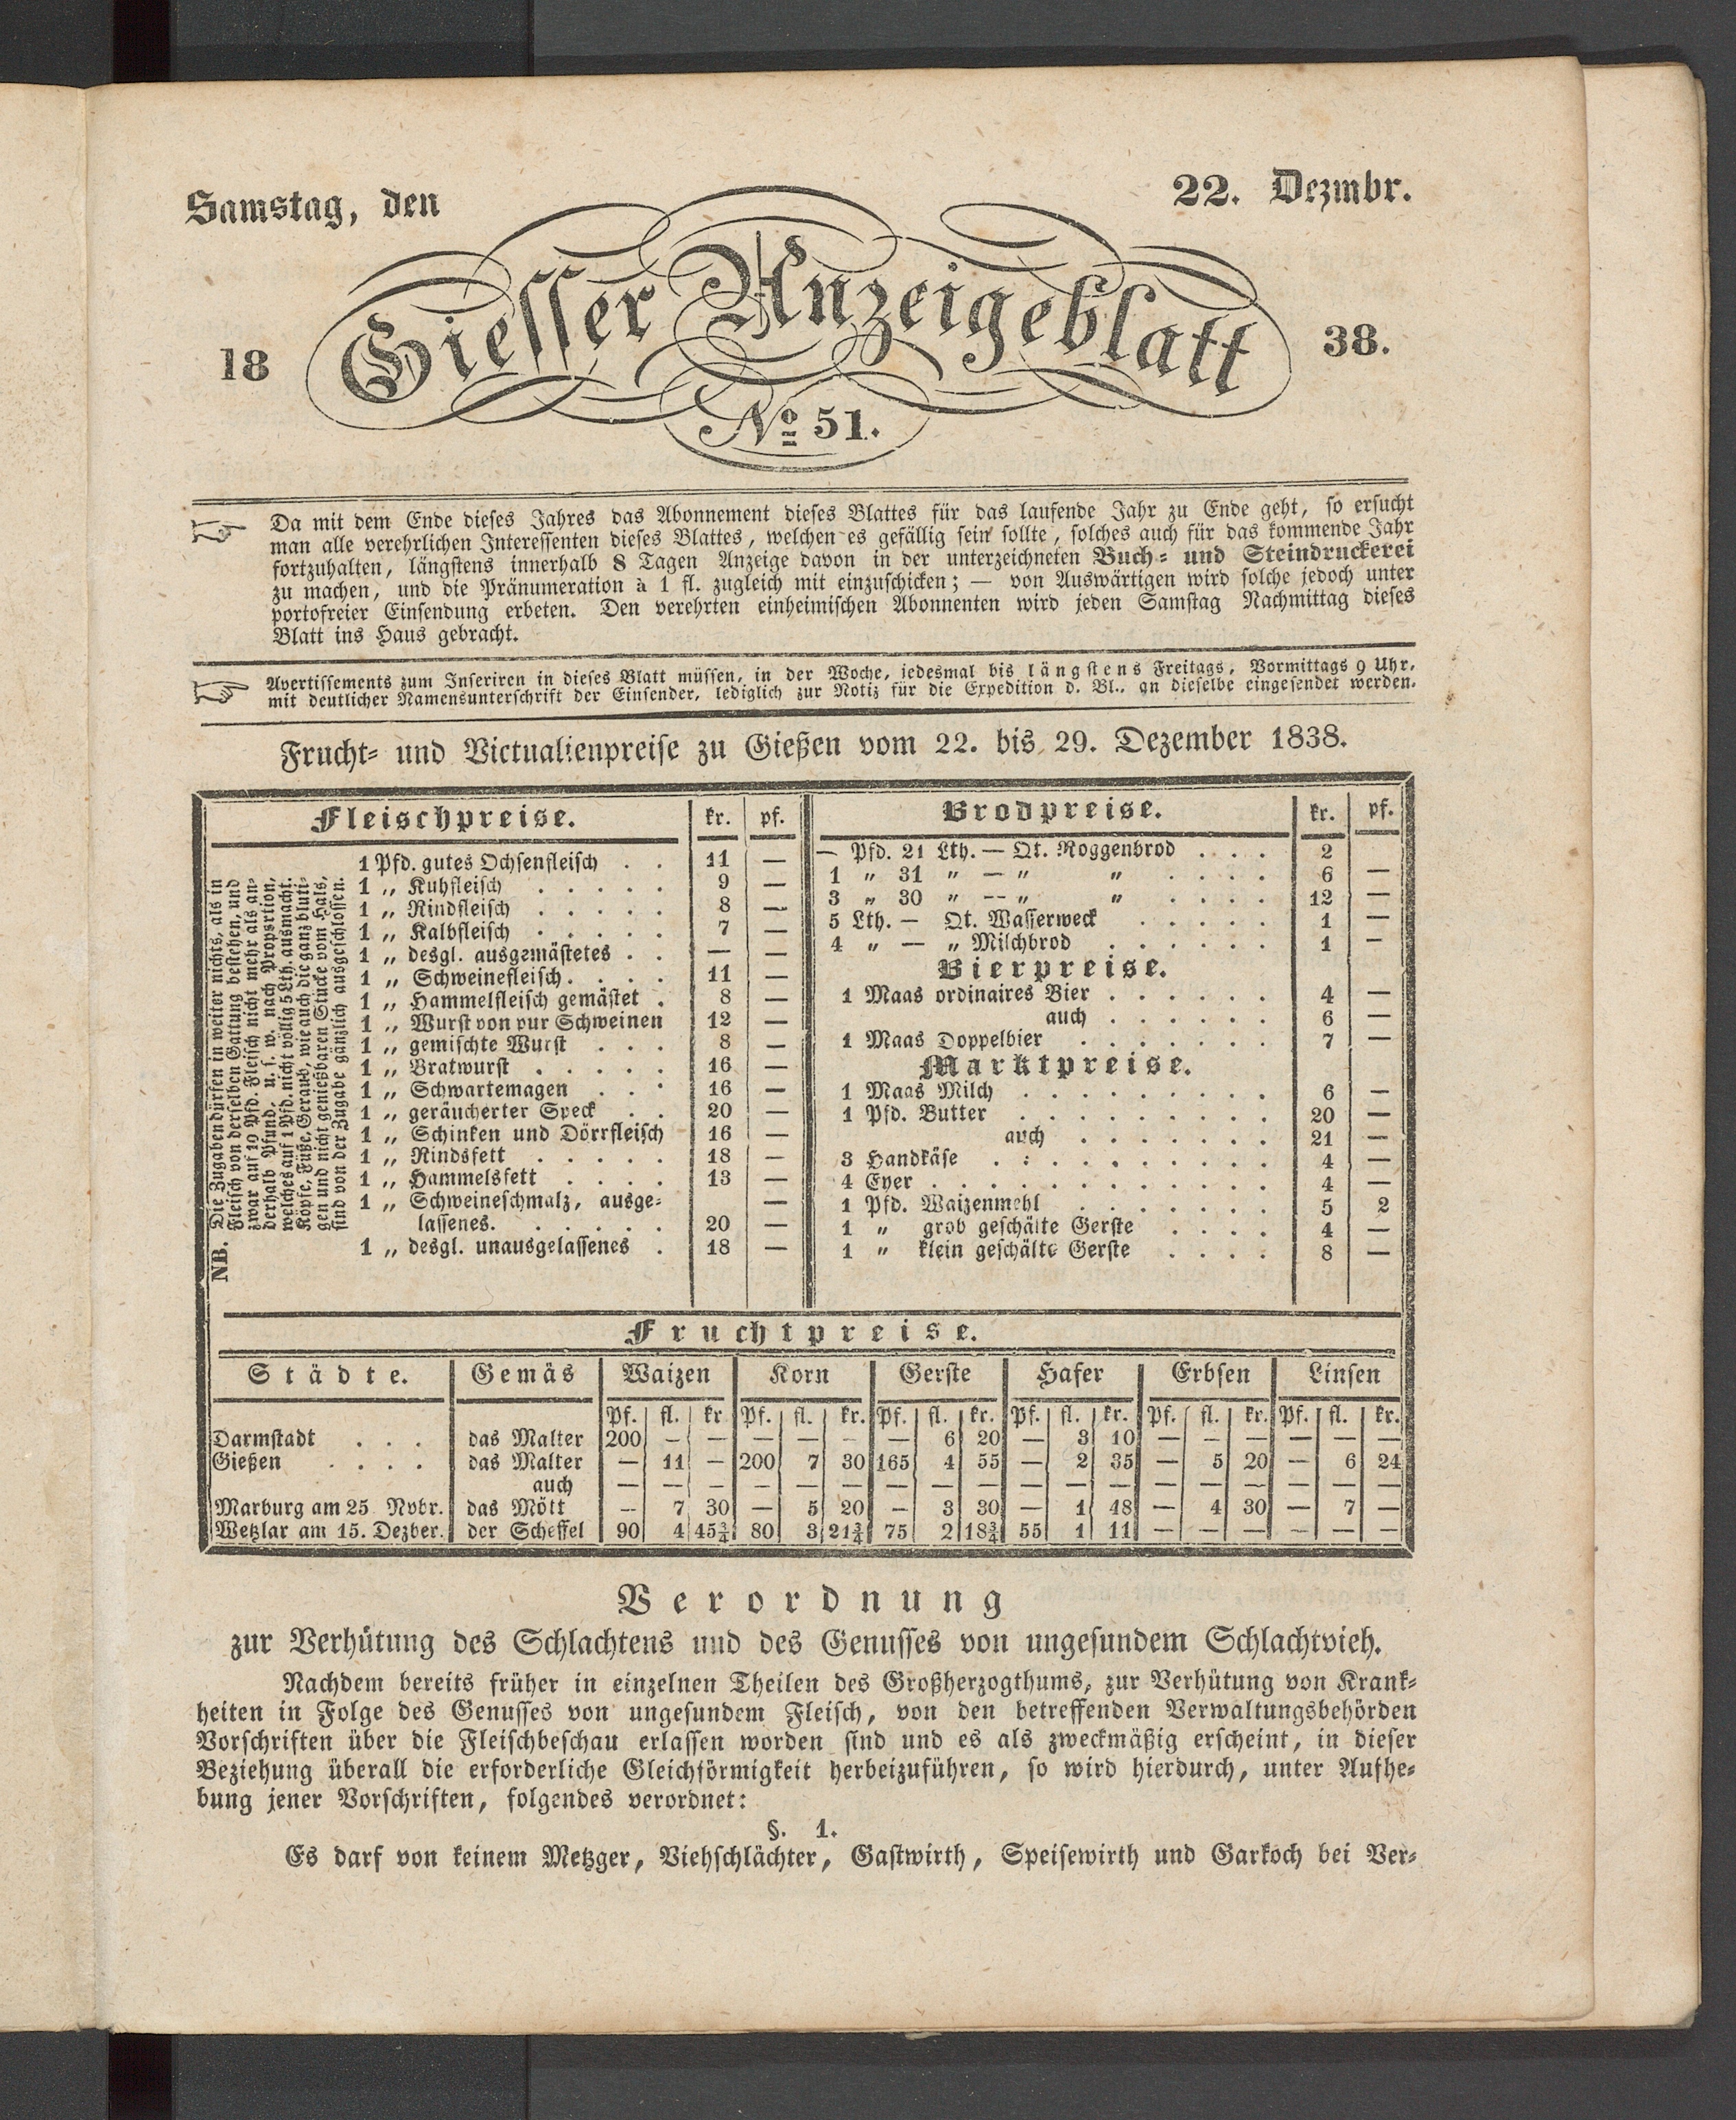 Samstag, den
22. Dezmbr.
18
Giesser Anzeigeblatt
38.
No 51.
☞ Da mit dem Ende dieses Jahres das Abonnement dieses Blattes für das laufende Jahr zu Ende geht, so ersucht
man alle verehrlichen Interessenten dieses Blattes, welchen es gefällig sein sollte, solches auch für das kommende Jahr
fortzuhalten, längstens innerhalb 8 Tagen Anzeige davon in der unterzeichneten Buch- und Steindruckerei
zu machen, und die Pränumeration à 1 fl. zugleich mit einzuschicken; — von Auswärtigen wird solche jedoch unter
portofreier Einsendung erbeten. Den verehrten einheimischen Abonnenten wird jeden Samstag Nachmittag dieses
Blatt ins Haus gebracht.
☞ Avertissements zum Inseriren in dieses Blatt müssen, in der Woche, jedesmal bis längstens Freitags, Vormittags 9 Uhr,
mit deutlicher Namensunterschrift der Einsender, lediglich zur Notiz für die Expedition d. Bl., an dieselbe eingesendet werden.
Frucht- und Victualienpreise zu Gießen vom 22. bis 29. Dezember 1838.
NB. Die Zugaben dürfen in weiter nichts, als in
Fleisch von derselben Gattung bestehen, und
zwar auf 10 Pfd. Fleisch nicht mehr als an-
derhalb Pfund, u. s. w. nach Proportion,
welches auf 1 Pfd. nicht völlig 5 Lth. ausmacht.
Köpfe, Füße, Geraub, wie auch die ganz bluti-
gen und nicht genießbaren Stücke vom Hals,
sind von der Zugabe gänzlich ausgeschlossen.
Fleischpreise. kr. pf.
1 Pfd. gutes Ochsenfleisch . . 11 —
1 „ Kuhfleisch . . . . . 9 —
1 „ Rindfleisch . . . . . 8 —
1 „ Kalbfleisch . . . . . 7 —
1 „ desgl. ausgemästetes . . — —
1 „ Schweinefleisch . . . . 11 —
1 „ Hammelfleisch gemästet . 8 —
1 „ Wurst von pur Schweinen 12 —
1 „ gemischte Wurst . . . 8 —
1 „ Bratwurst . . . . . 16 —
1 „ Schwartemagen . . . 16 —
1 „ geräucherter Speck . . 20 —
1 „ Schinken und Dörrfleisch 16 —
1 „ Rindsfett . . . . . 18 —
1 „ Hammelsfett . . . . 13 —
1 „ Schweineschmalz, ausge- —
lassenes. . . . . . 20 —
1 „ desgl. unausgelassenes . 18 —
Brodpreise. kr. pf.
— Pfd. 21 Lth. — Qt. Roggenbrod . . . 2
1 „ 31 „ — „ „ . . . . 6 —
3 „ 30 „ — „ „ . . . . 12 —
5 Lth. — Qt. Wasserweck . . . . . 1 —
4 „ — „ Milchbrod . . . . . . 1 —
Bierpreise.
1 Maas ordinaires Bier . . . . . . 4 —
auch . . . . . . 6 —
1 Maas Doppelbier . . . . . . . 7 —
Marktpreise.
1 Maas Milch . . . . . . . . . 6 —
1 Pfd. Butter . . . . . . . . . 20 —
auch . . . . . . . 21 —
3 Handkäse . . . . . . . . . . 4 —
4 Eyer . . . . . . . . . . . . 4 —
1 Pfd. Waizenmehl . . . . . . . 5 2
1 „ grob geschälte Gerste . . . . 4 —
1 „ klein geschälte Gerste . . . . 8 —
Fruchtpreise.
Städte. Gemäs Waizen Korn Gerste Hafer Erbsen Linsen
Pf. fl. kr. Pf. fl. kr. Pf. fl. kr. Pf. fl. kr. Pf. fl. kr. Pf. fl. kr.
Darmstadt . . . das Malter 200 — — — — — — 6 20 — 3 10 — — — — — —
Gießen . . . . das Malter — 11 — 200 7 30 165 4 55 — 2 35 — 5 20 — 6 24
auch — — — — — — — — — — — — — — — — — —
Marburg am 25. Nvbr. das Mött — 7 30 — 5 20 — 3 30 — 1 48 — 4 30 — 7 —
Wetzlar am 15. Dezber. der Scheffel 90 4 45¾ 80 3 21¾ 75 2 18¾ 55 1 11 — — — — — —
Verordnung
zur Verhütung des Schlachtens und des Genusses von ungesundem Schlachtvieh.
Nachdem bereits früher in einzelnen Theilen des Großherzogthums, zur Verhütung von Krank-
heiten in Folge des Genusses von ungesundem Fleisch, von den betreffenden Verwaltungsbehörden
Vorschriften über die Fleischbeschau erlassen worden sind und es als zweckmäßig erscheint, in dieser
Beziehung überall die erforderliche Gleichförmigkeit herbeizuführen, so wird hierdurch, unter Aufhe-
bung jener Vorschriften, folgendes verordnet:
§. 1.
Es darf von keinem Metzger, Viehschlächter, Gastwirth, Speisewirth und Garkoch bei Ver-